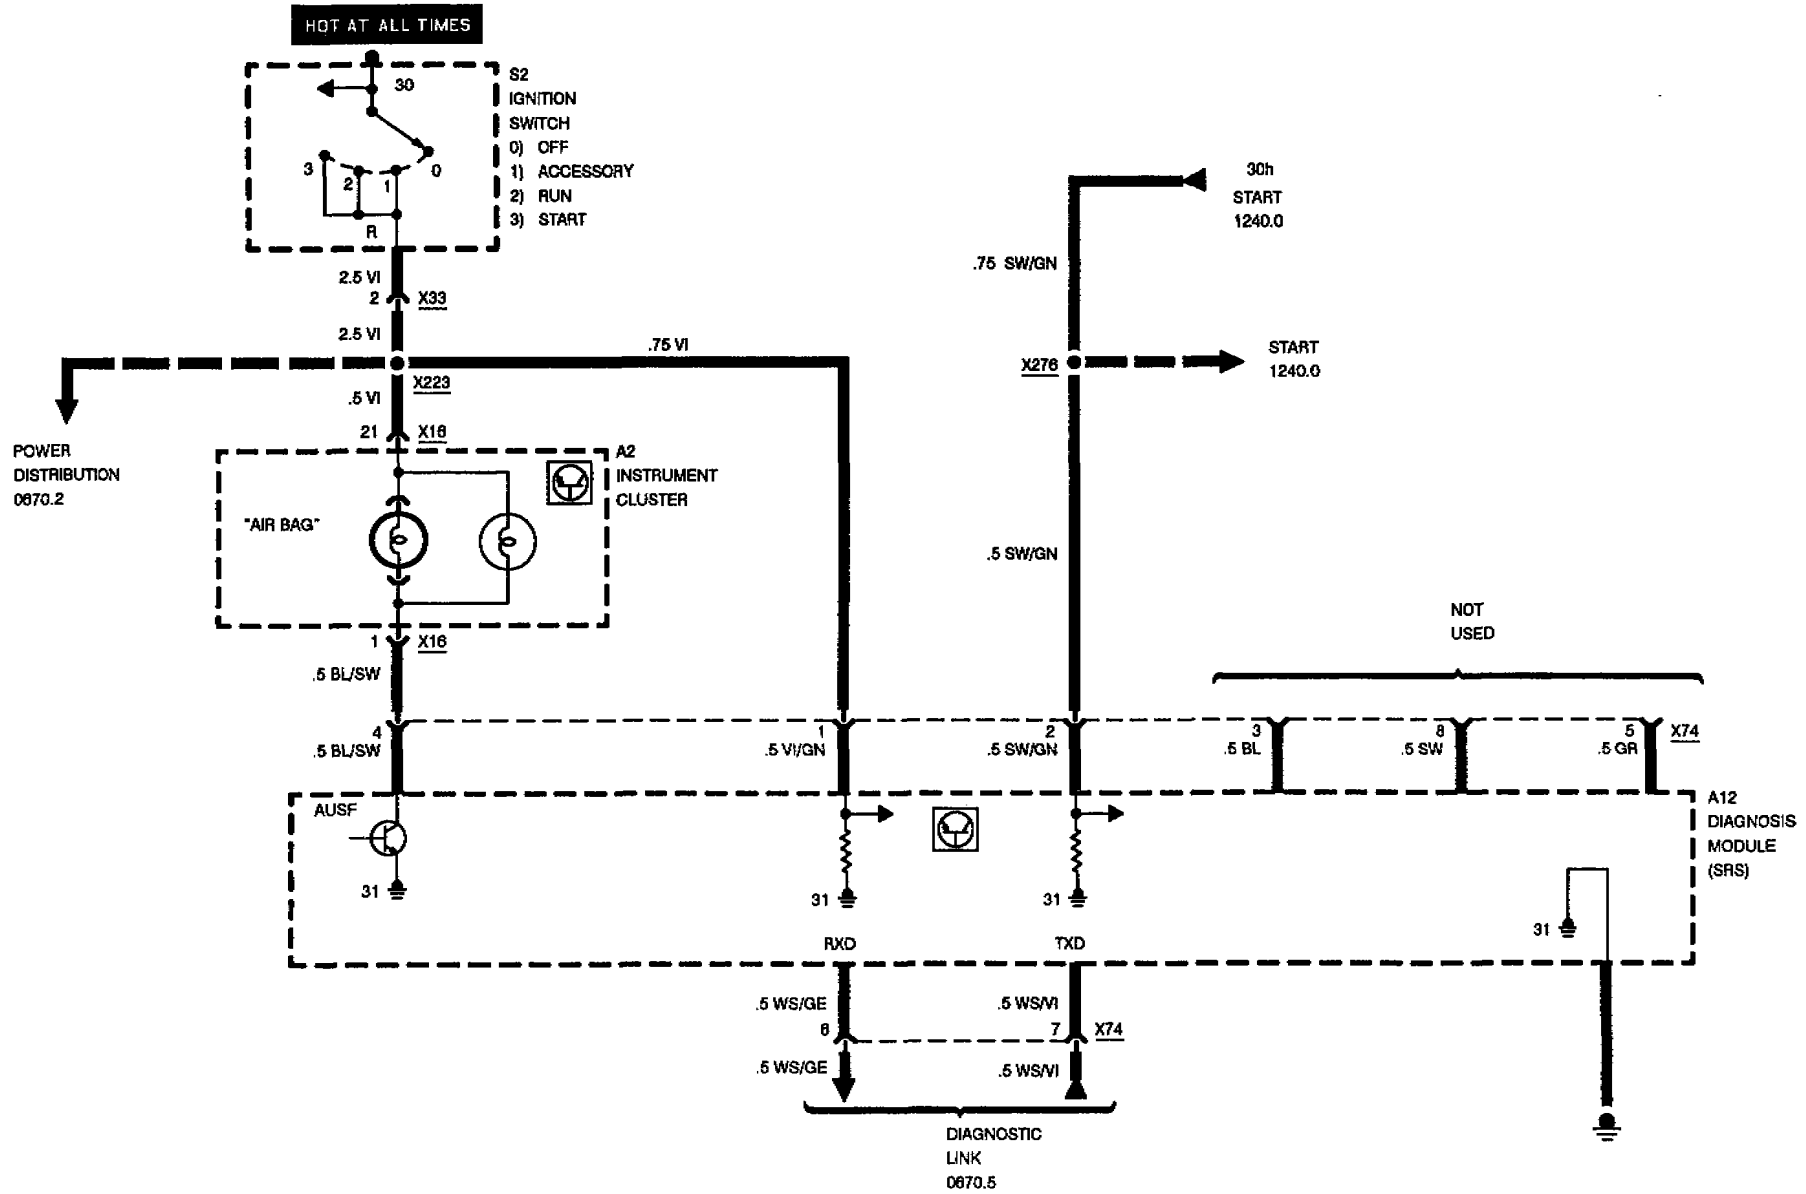 HOT AT ALL TIMES
30
S2
IGNITION
SWITCH
0) OFF
1) ACCESSORY
2) RUN
3) START
3
2
1
0
R
2.5 VI
2
X33
2.5 VI
.75 VI
X223
.5 VI
21
X16
POWER
DISTRIBUTION
0670.2
A2
INSTRUMENT
CLUSTER
"AIR BAG"
1
X16
.5 BL/SW
30h
START
1240.0
.75 SW/GN
X276
START
1240.0
.5 SW/GN
NOT
USED
4
.5 BL/SW
1
.5 VI/GN
2
.5 SW/GN
3
.5 BL
8
.5 SW
5
.5 GR
X74
AUSF
31
31
31
31
A12
DIAGNOSIS
MODULE
(SRS)
RXD
TXD
.5 WS/GE
.5 WS/VI
6
7
X74
.5 WS/GE
.5 WS/VI
DIAGNOSTIC
LINK
0670.5